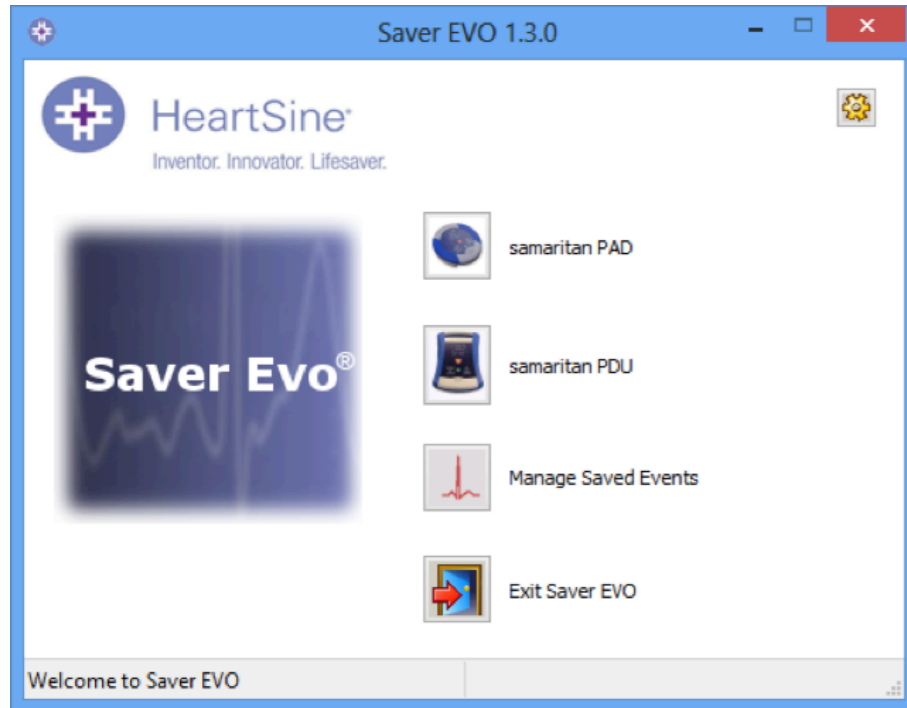 Saver EVO 1.3.0
HeartSine®
Inventor. Innovator. Lifesaver.
samaritan PAD
Saver Evo®
samaritan PDU
Manage Saved Events
Exit Saver EVO
Welcome to Saver EVO